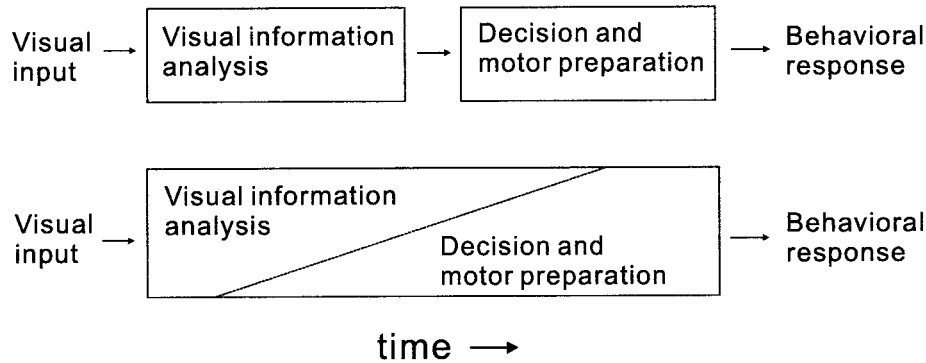 Visual
input
Visual information
analysis
Decision and
motor preparation
Behavioral
response
Visual
input
Visual information
analysis
Decision and
motor preparation
Behavioral
response
time